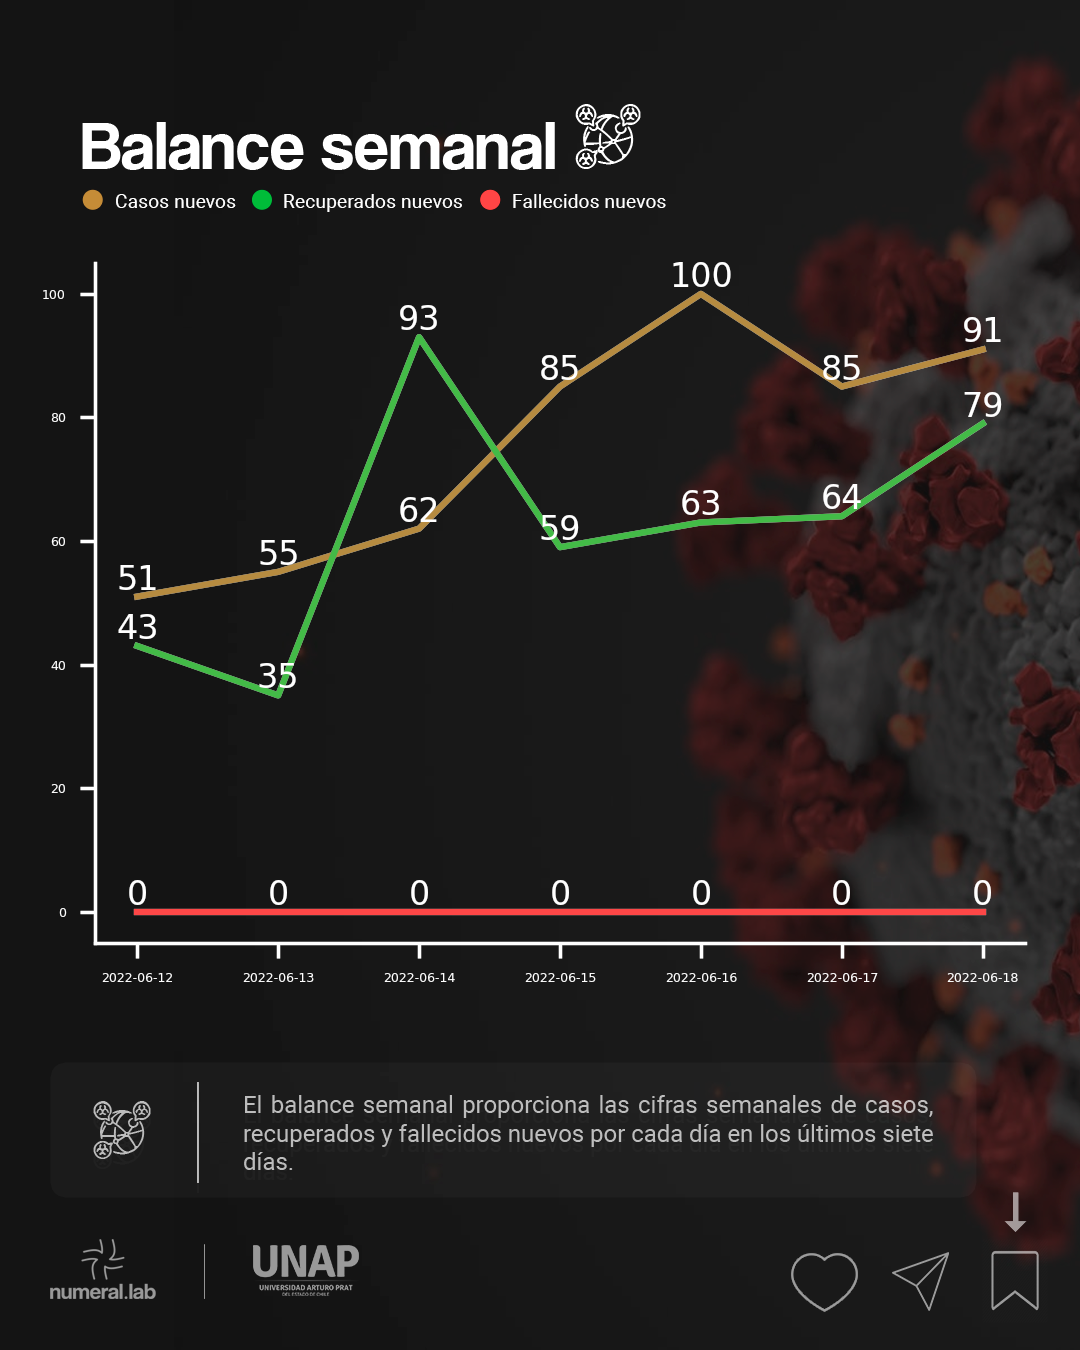 Balance semanal
Casos nuevos Recuperados nuevos Fallecidos nuevos
100
80
60
40
20
0
51 55 62 85 100 85 91
43 35 93 59 63 64 79
0 0 0 0 0 0 0
2022-06-12 2022-06-13 2022-06-14 2022-06-15 2022-06-16 2022-06-17 2022-06-18
El balance semanal proporciona las cifras semanales de casos,
recuperados y fallecidos nuevos por cada día en los últimos siete
días.
numeral.lab
UNAP
UNIVERSIDAD ARTURO PRAT
DEL ESTADO DE CHILE